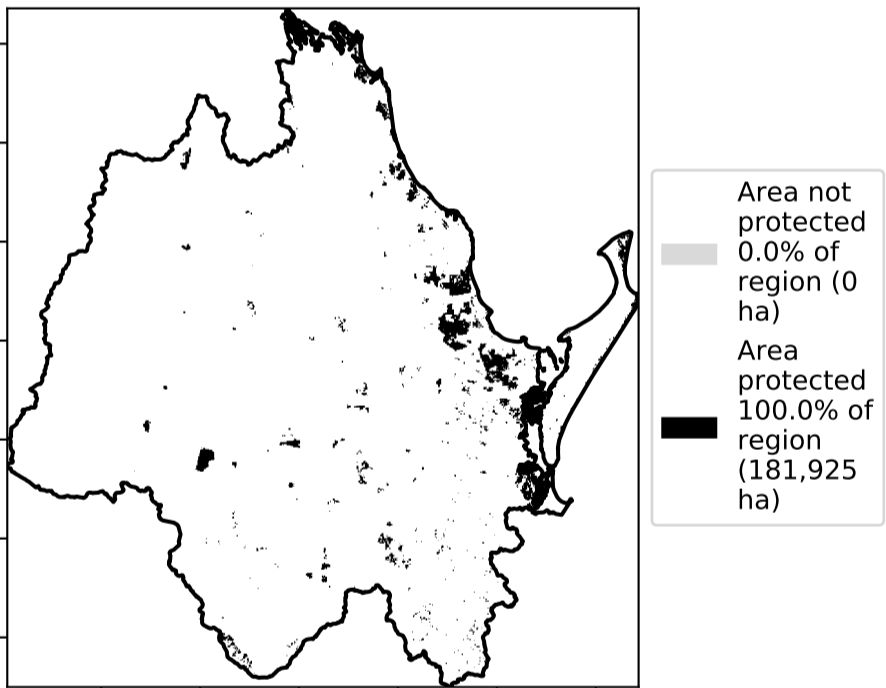 Area not
protected
0.0% of
region (0
ha)
Area
protected
100.0% of
region
(181,925
ha)